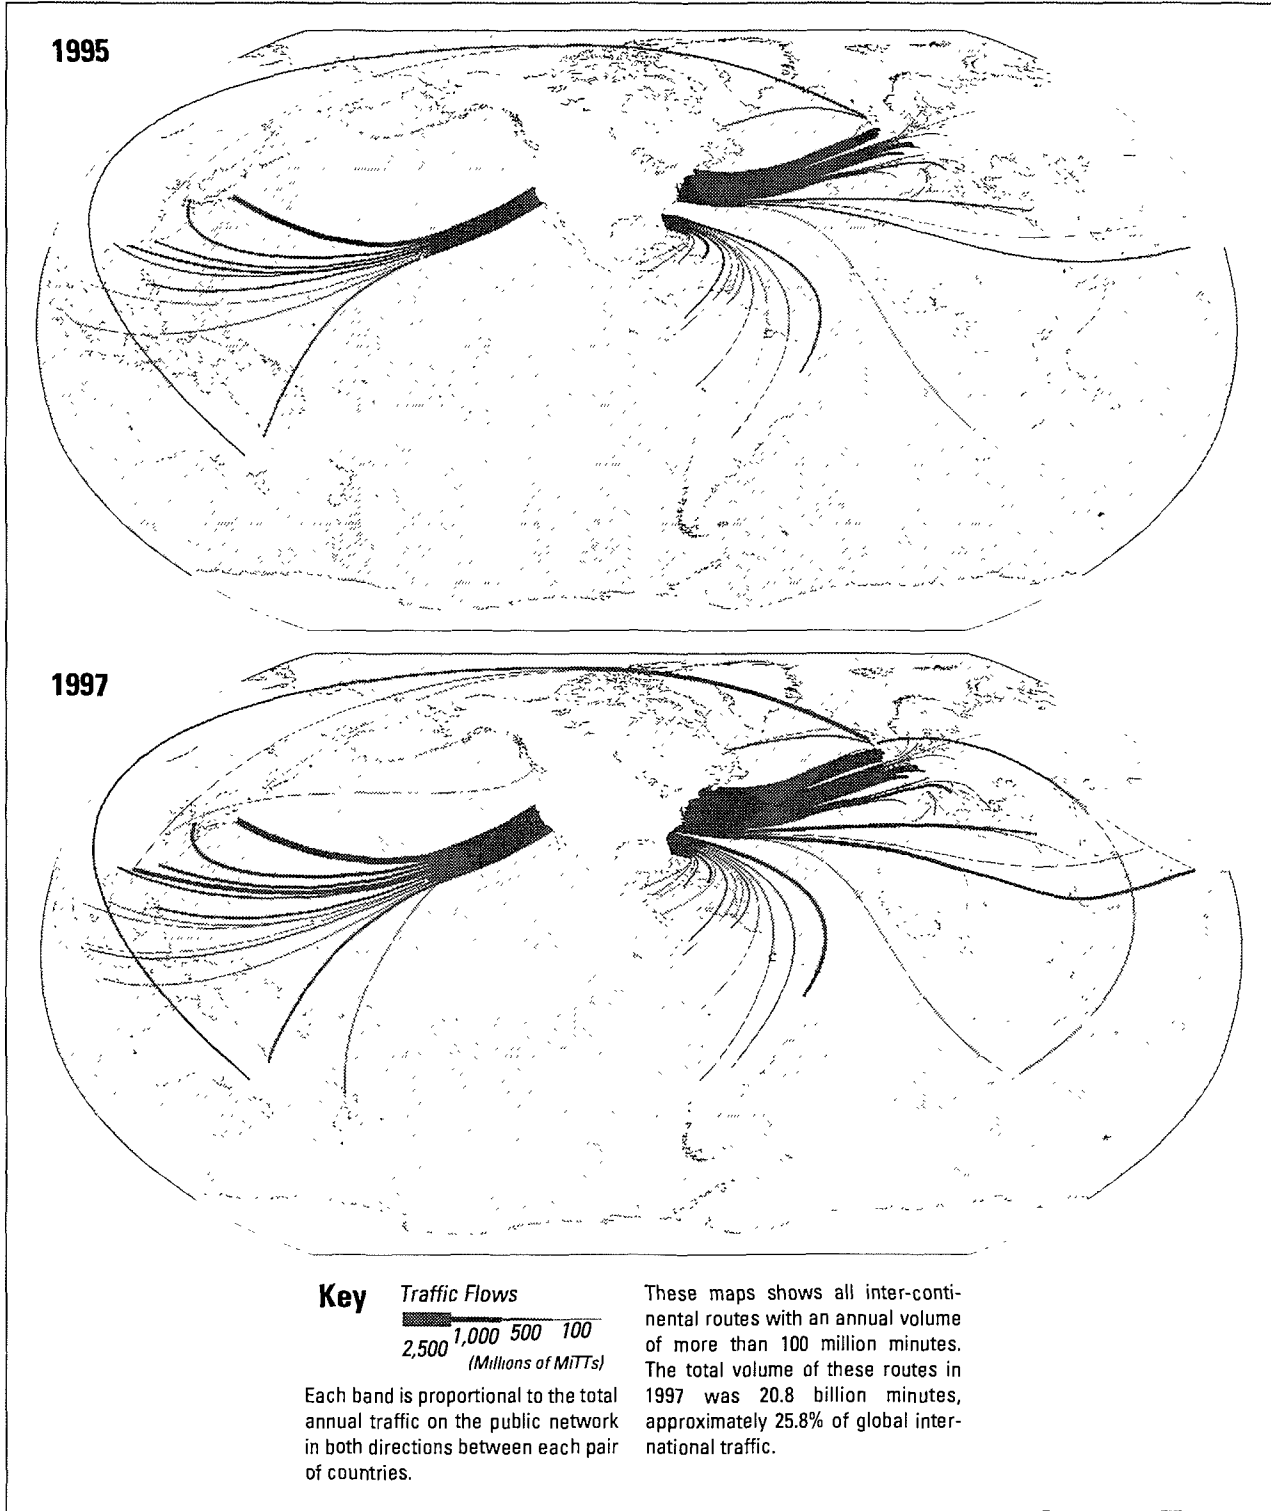 1995
1997
Key
Traffic Flows
2,500 1,000 500 100
(Millions of MiTTs)
Each band is proportional to the total
annual traffic on the public network
in both directions between each pair
of countries.
These maps shows all inter-conti-
nental routes with an annual volume
of more than 100 million minutes.
The total volume of these routes in
1997 was 20.8 billion minutes,
approximately 25.8% of global inter-
national traffic.